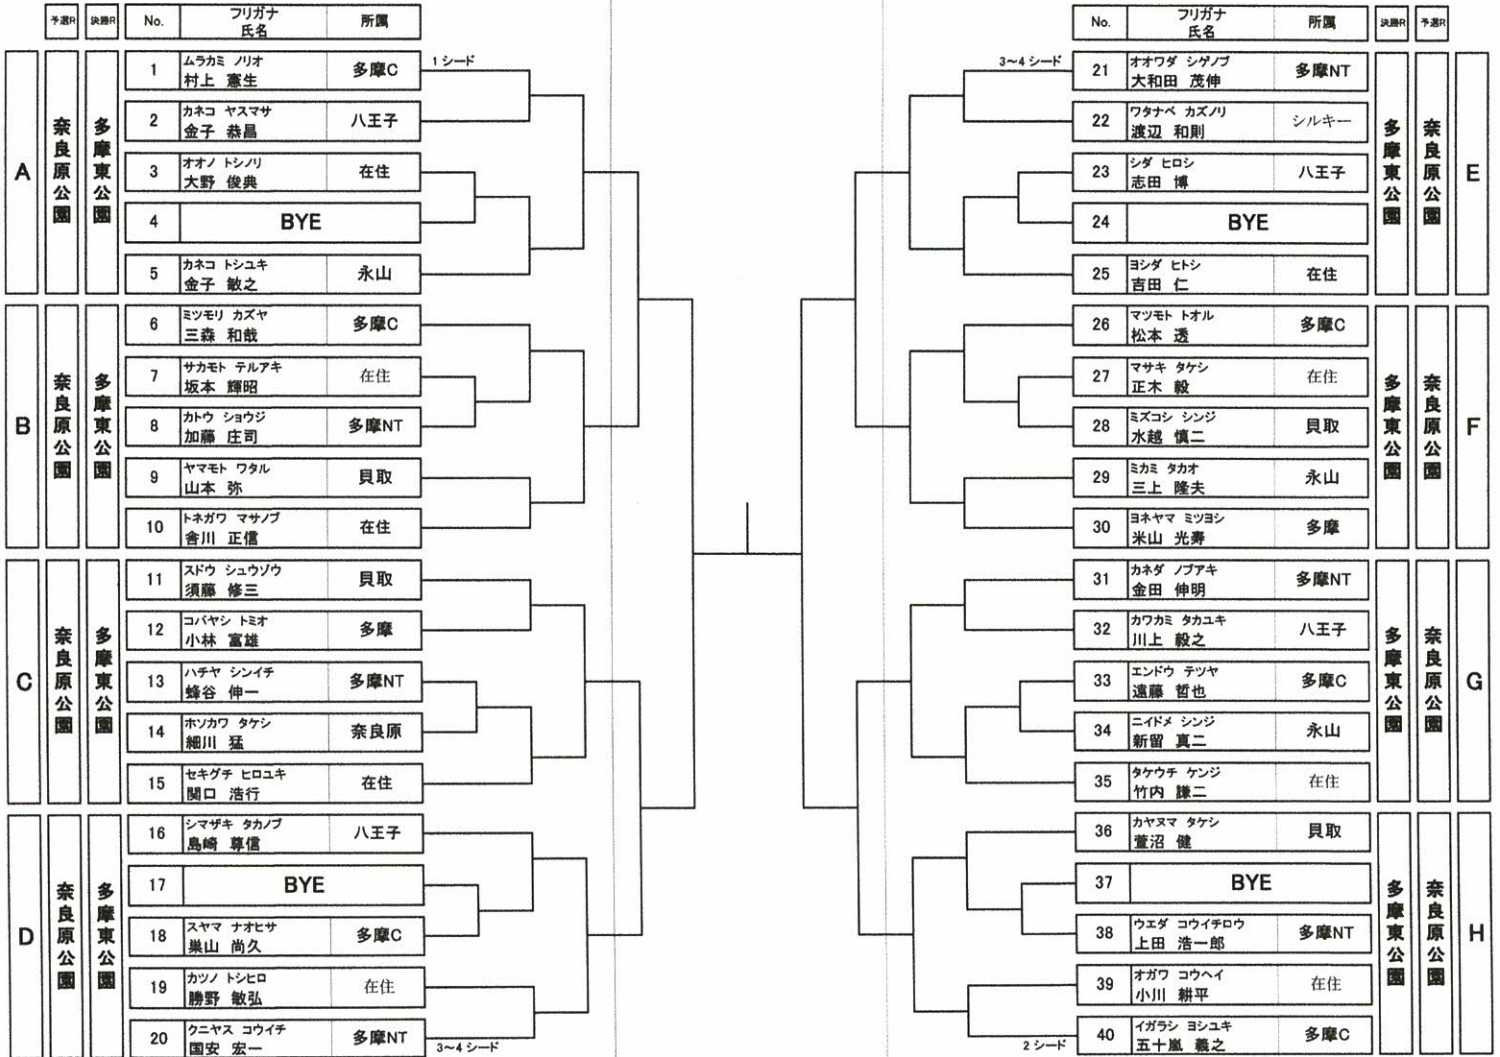 予選R 決勝R No. フリガナ 氏名 所属
A 奈良原公園 多摩東公園
1 ムラカミ ノリオ 村上 憲生 多摩C 1シード
2 カネコ ヤスマサ 金子 恭昌 八王子
3 オオノ トシノリ 大野 俊典 在住
4 BYE
5 カネコ トシユキ 金子 敏之 永山
B 奈良原公園 多摩東公園
6 ミツモリ カズヤ 三森 和哉 多摩C
7 サカモト テルアキ 坂本 輝昭 在住
8 カトウ ショウジ 加藤 庄司 多摩NT
9 ヤマモト ワタル 山本 弥 貝取
10 トネガワ マサノブ 舎川 正信 在住
C 奈良原公園 多摩東公園
11 スドウ シュウゾウ 須藤 修三 貝取
12 コバヤシ トミオ 小林 富雄 多摩
13 ハチヤ シンイチ 蜂谷 伸一 多摩NT
14 ホソカワ タケシ 細川 猛 奈良原
15 セキグチ ヒロユキ 関口 浩行 在住
D 奈良原公園 多摩東公園
16 シマザキ タカノブ 島崎 尊信 八王子
17 BYE
18 スヤマ ナオヒサ 巣山 尚久 多摩C
19 カツノ トシヒロ 勝野 敏弘 在住
20 クニヤス コウイチ 国安 宏一 多摩NT 3~4シード
No. フリガナ 氏名 所属 決勝R 予選R
3~4シード 21 オオワダ シゲノブ 大和田 茂伸 多摩NT
22 ワタナベ カズノリ 渡辺 和則 シルキー
23 シダ ヒロシ 志田 博 八王子
24 BYE
25 ヨシダ ヒトシ 吉田 仁 在住
多摩東公園 奈良原公園 E
26 マツモト トオル 松本 透 多摩C
27 マサキ タケシ 正木 毅 在住
28 ミズコシ シンジ 水越 慎二 貝取
29 ミカミ タカオ 三上 隆夫 永山
30 ヨネヤマ ミツヨシ 米山 光寿 多摩
多摩東公園 奈良原公園 F
31 カネダ ノブアキ 金田 伸明 多摩NT
32 カワカミ タカユキ 川上 毅之 八王子
33 エンドウ テツヤ 遠藤 哲也 多摩C
34 ニイドメ シンジ 新留 真二 永山
35 タケウチ ケンジ 竹内 謙二 在住
多摩東公園 奈良原公園 G
36 カヤヌマ タケシ 萱沼 健 貝取
37 BYE
38 ウエダ コウイチロウ 上田 浩一郎 多摩NT
39 オガワ コウヘイ 小川 耕平 在住
2シード 40 イガラシ ヨシユキ 五十嵐 義之 多摩C
多摩東公園 奈良原公園 H